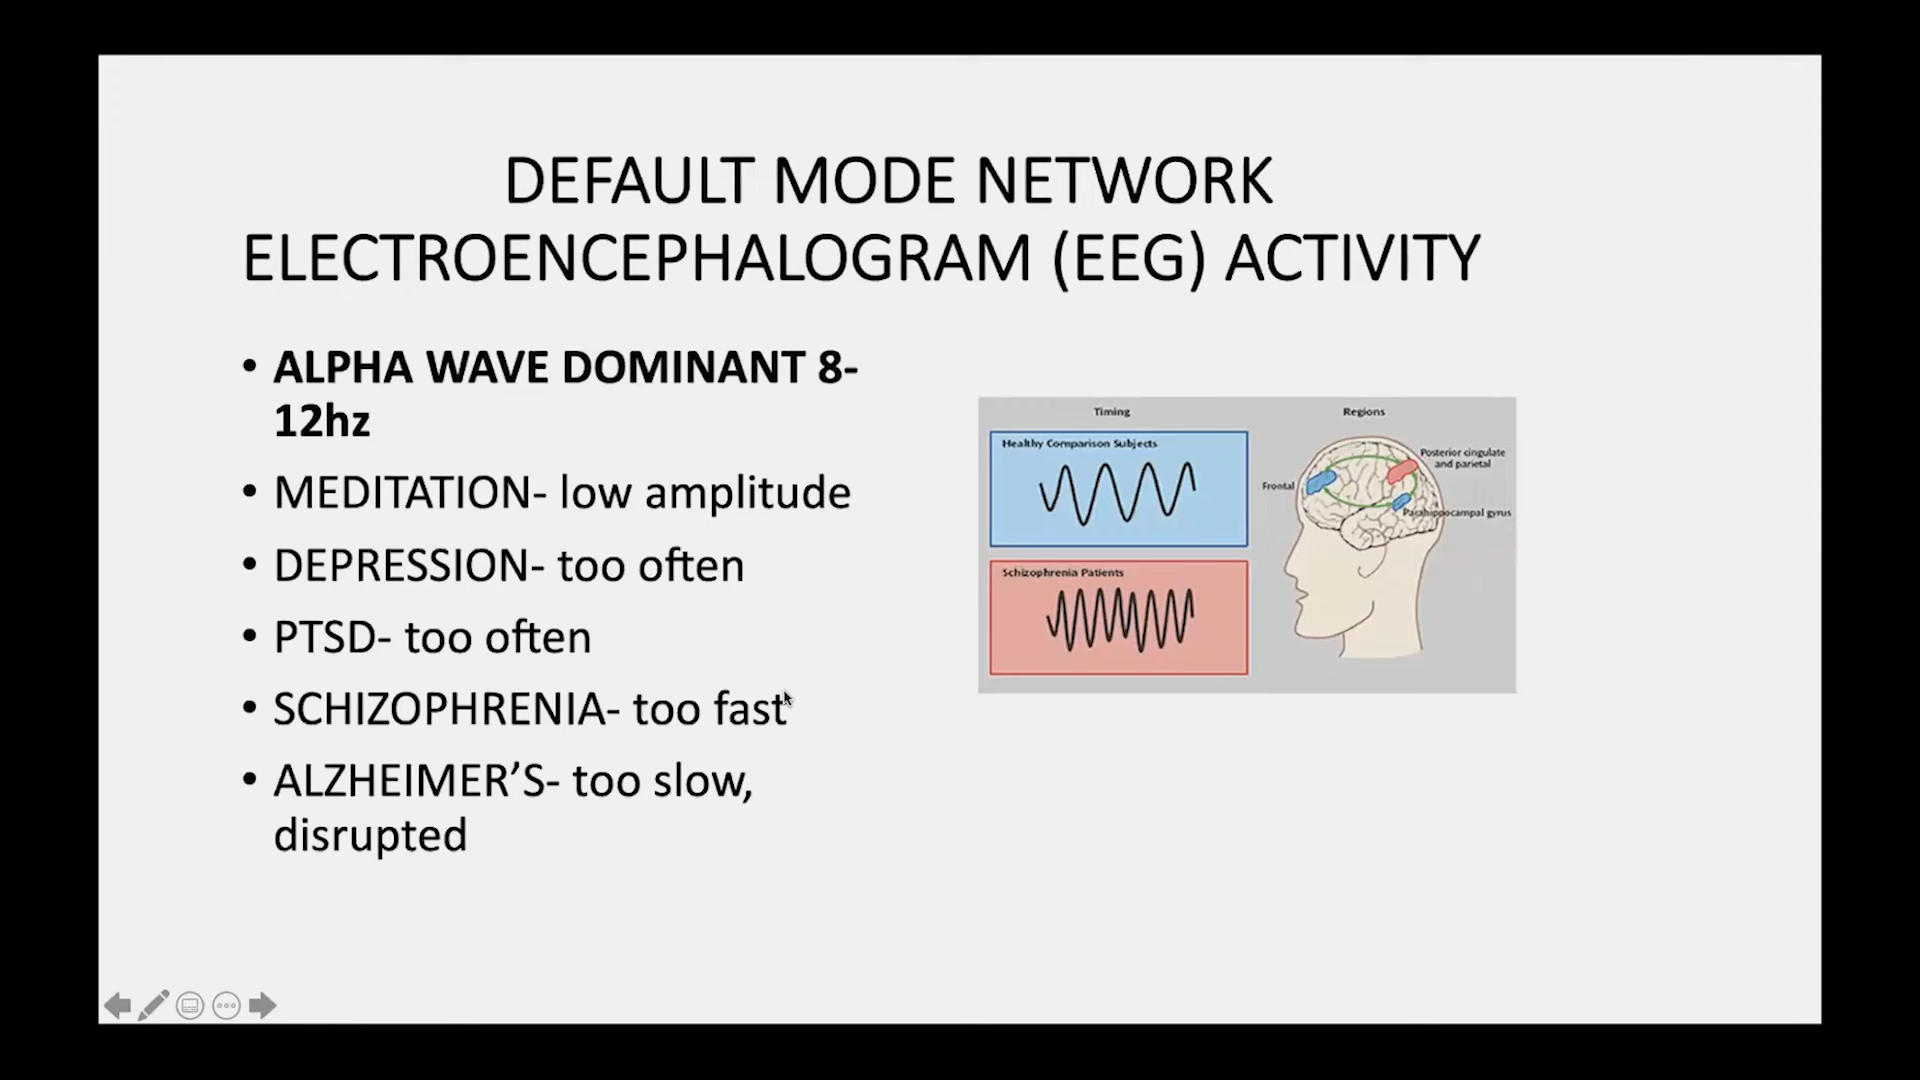 DEFAULT MODE NETWORK
ELECTROENCEPHALOGRAM (EEG) ACTIVITY
• ALPHA WAVE DOMINANT 8-
12hz
• MEDITATION- low amplitude
• DEPRESSION- too often
• PTSD- too often
• SCHIZOPHRENIA- too fast
• ALZHEIMER’S- too slow,
disrupted
Timing
Healthy Comparison Subjects
Schizophrenia Patients
Regions
Posterior cingulate
and parietal
Frontal
Parahippocampal gyrus